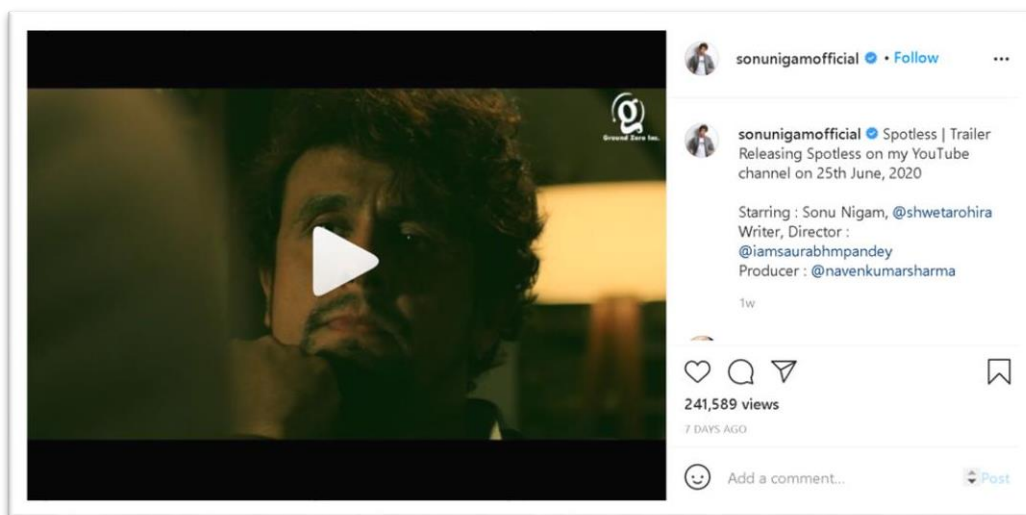 g
Ground Zero Inc.
sonunigamofficial • Follow
sonunigamofficial Spotless | Trailer
Releasing Spotless on my YouTube
channel on 25th June, 2020
Starring : Sonu Nigam, @shwetarohira
Writer, Director :
@iamsaurabhmpandey
Producer : @navenkumarsharma
1w
241,589 views
7 DAYS AGO
Add a comment...
Post